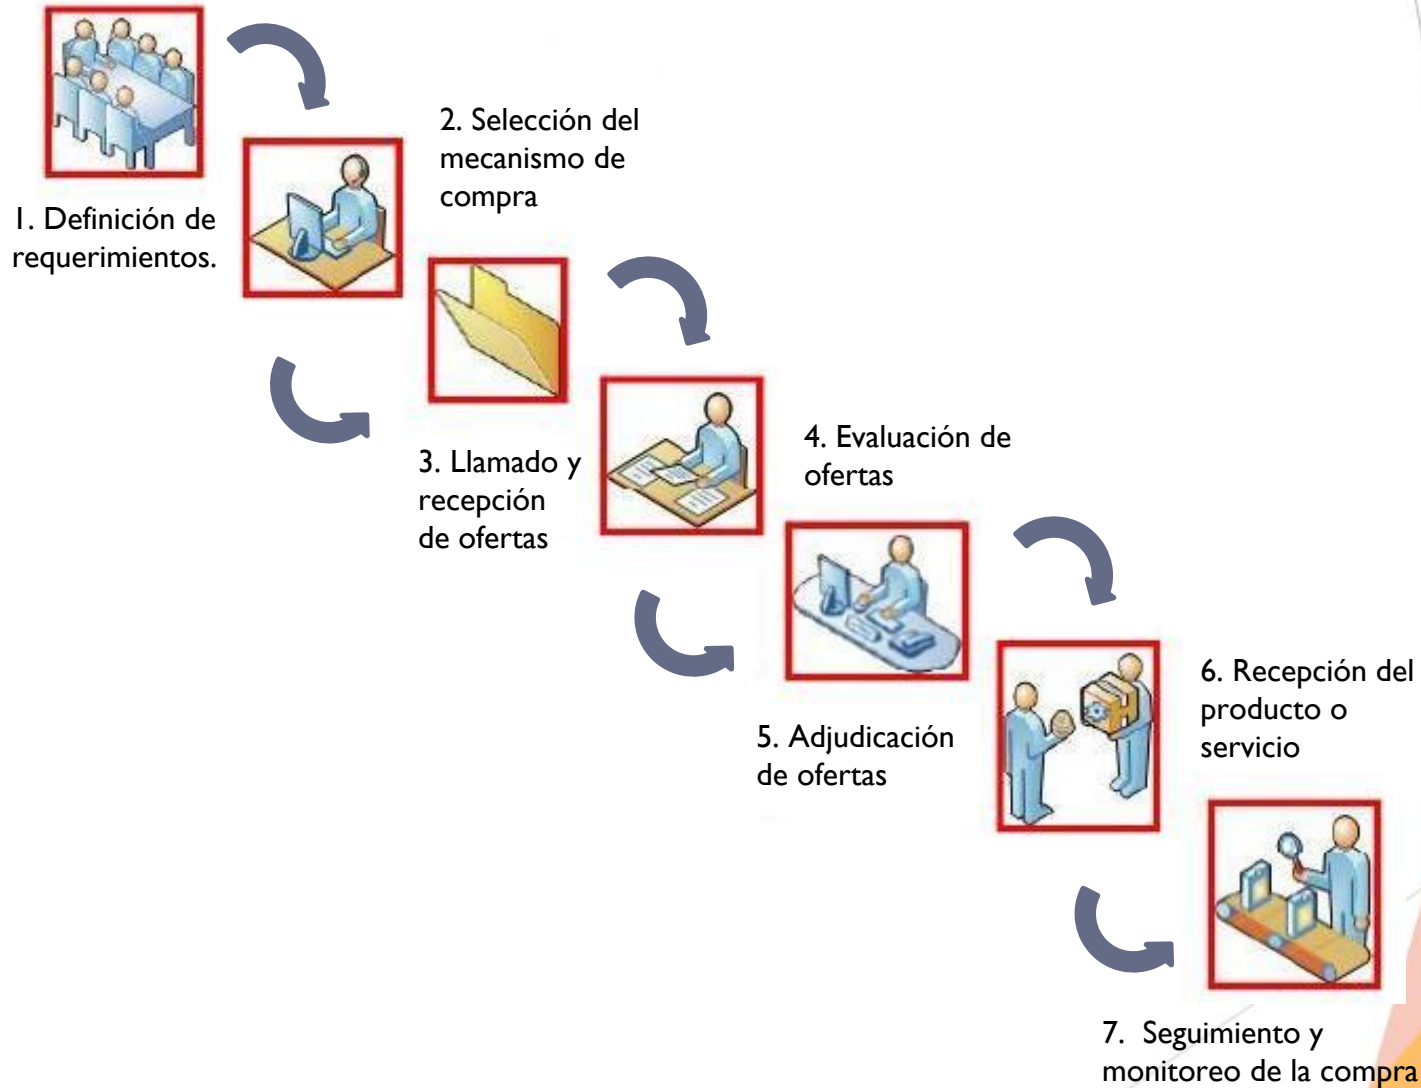 1. Definición de
requerimientos.
2. Selección del
mecanismo de
compra
3. Llamado y
recepción
de ofertas
4. Evaluación de
ofertas
5. Adjudicación
de ofertas
6. Recepción del
producto o
servicio
7. Seguimiento y
monitoreo de la compra